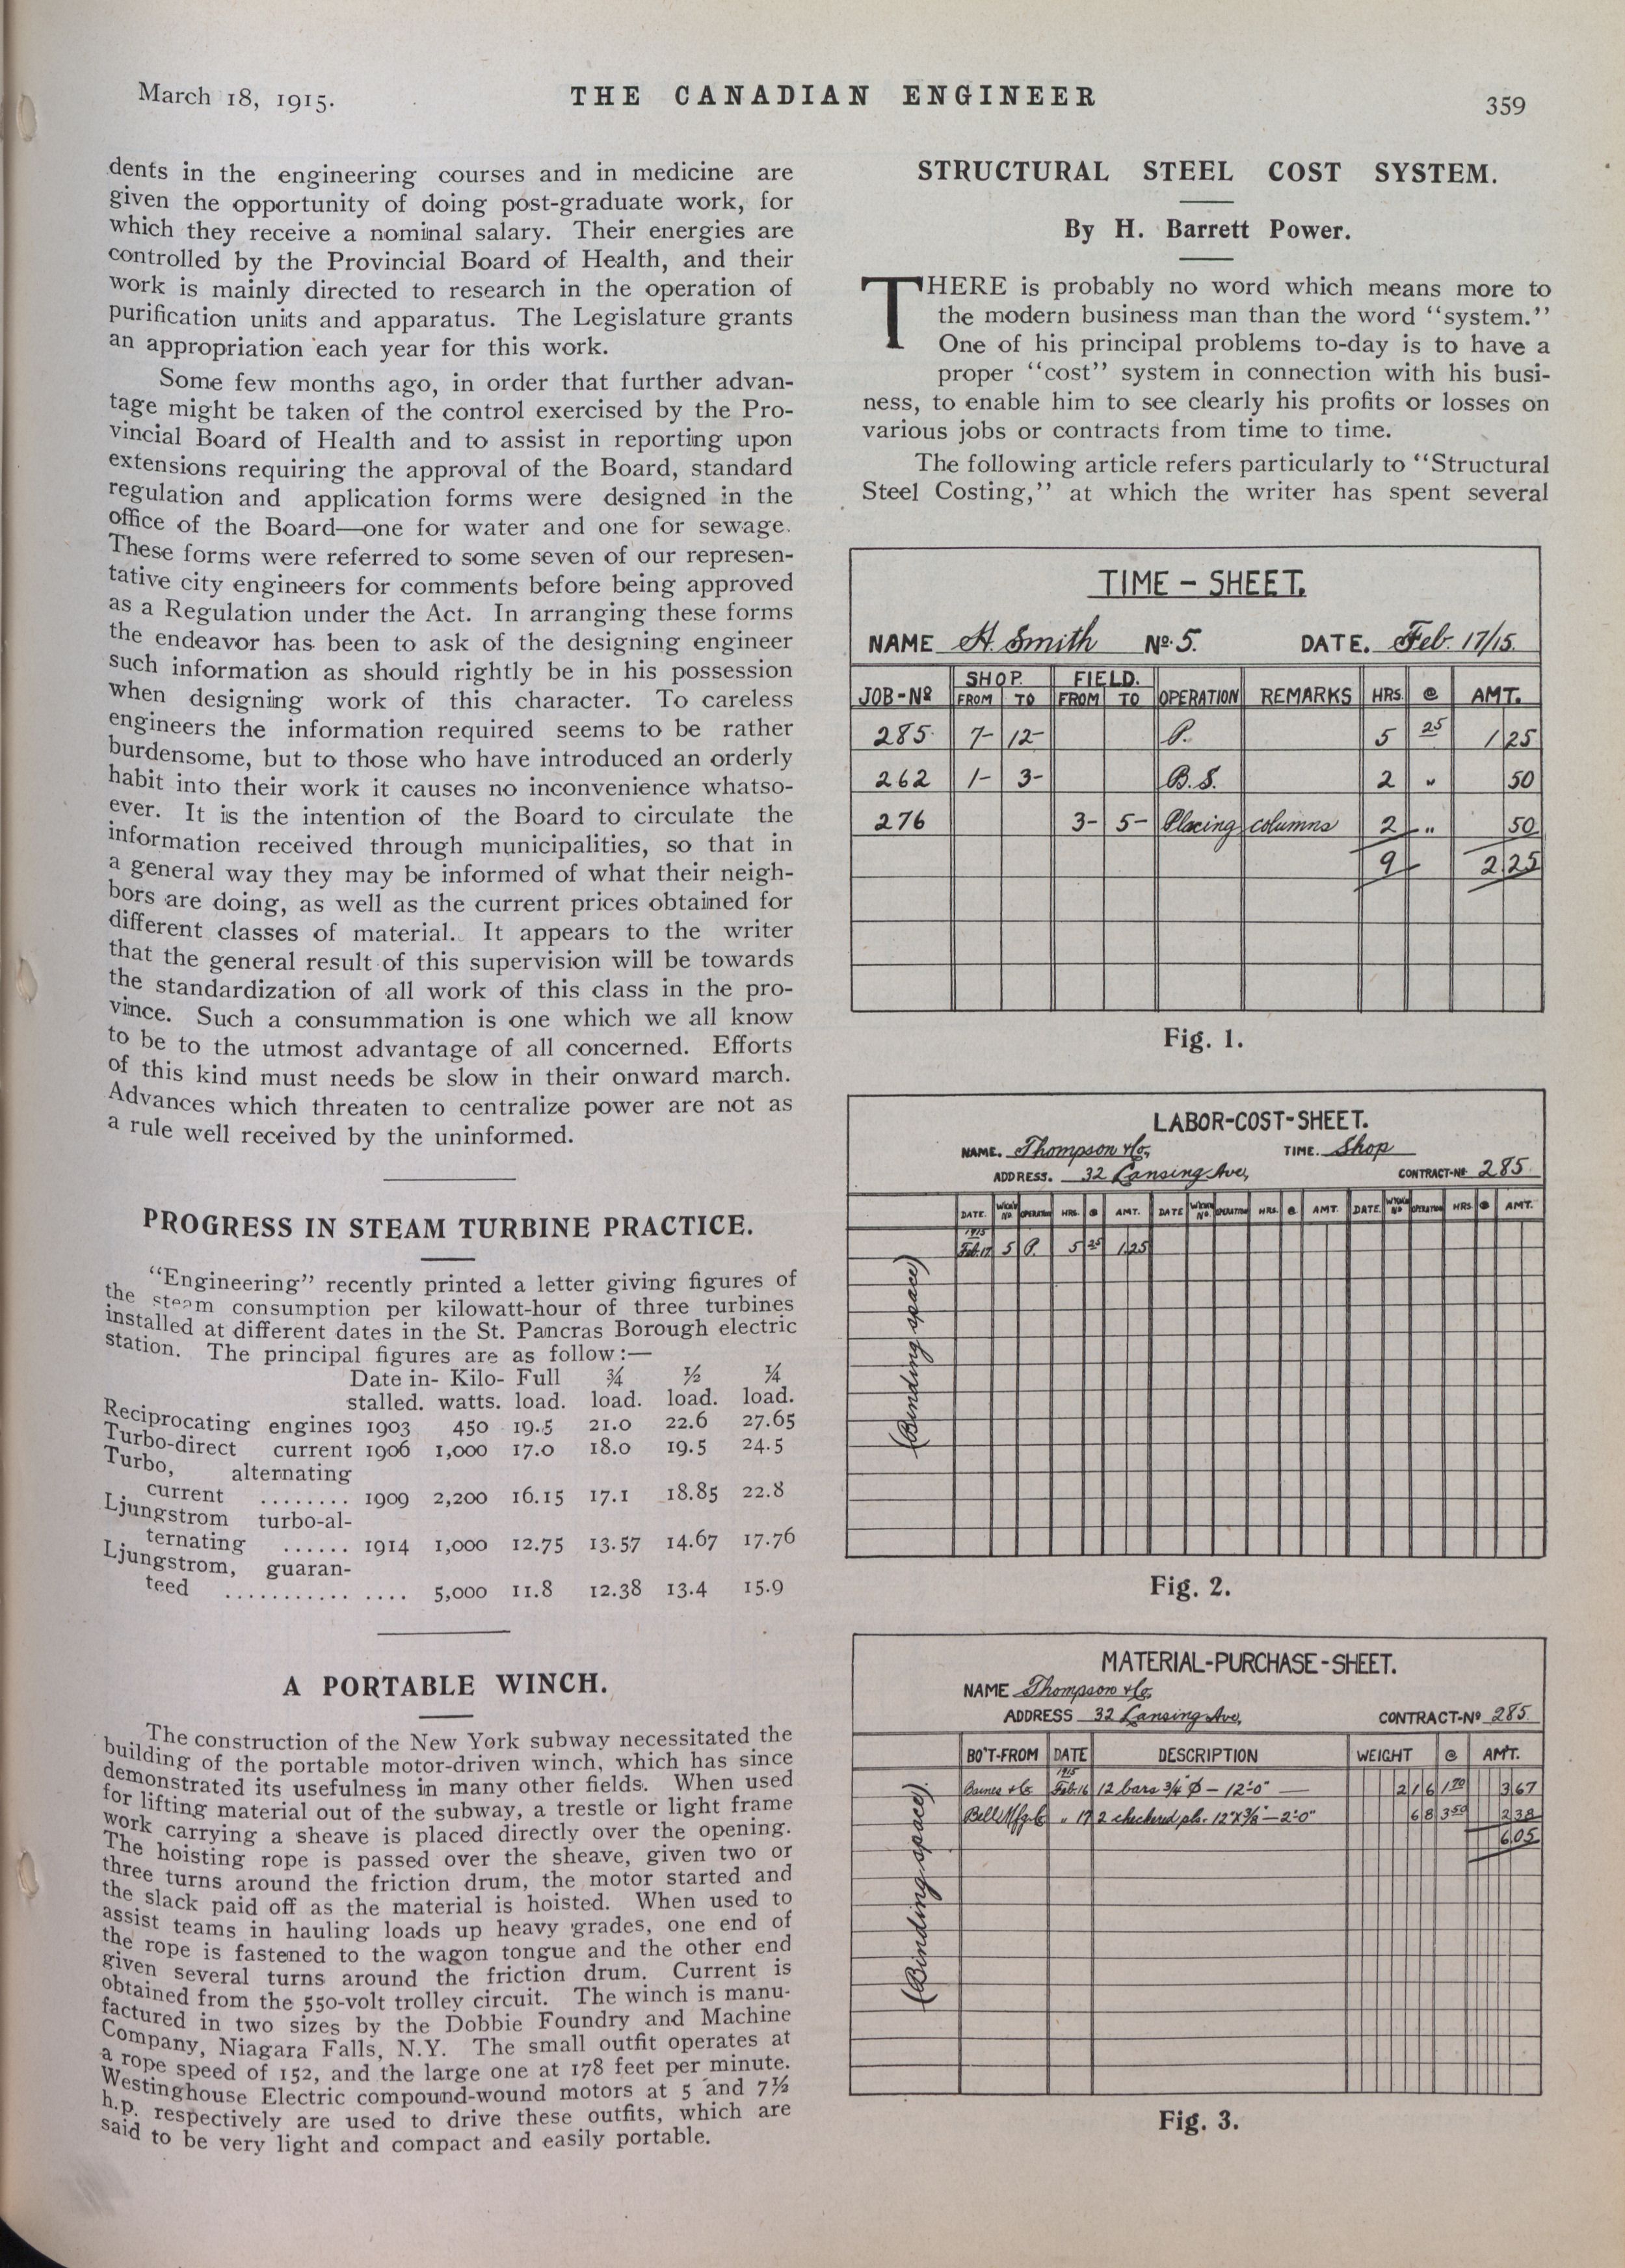 March 18, 1915.
THE CANADIAN ENGINEER
359
dents in the engineering courses and in medicine are
given the opportunity of doing post-graduate work, for
which they receive a nominal salary. Their energies are
controlled by the Provincial Board of Health, and their
work is mainly directed to research in the operation of
purification units and apparatus. The Legislature grants
an appropriation each year for this work.
Some few months ago, in order that further advan-
tage might be taken of the control exercised by the Pro-
vincial Board of Health and to assist in reporting upon
extensions requiring the approval of the Board, standard
regulation and application forms were designed in the
office of the Board—one for water and one for sewage.
These forms were referred to some seven of our represen-
tative city engineers for comments before being approved
as a Regulation under the Act. In arranging these forms
the endeavor has been to ask of the designing engineer
such information as should rightly be in his possession
when designing work of this character. To careless
engineers the information required seems to be rather
burdensome, but to those who have introduced an orderly
habit into their work it causes no inconvenience whatso-
ever. It is the intention of the Board to circulate the
information received through municipalities, so that in
a general way they may be informed of what their neigh-
bors are doing, as well as the current prices obtained for
different classes of material. It appears to the writer
that the general result of this supervision will be towards
the standardization of all work of this class in the pro-
vince. Such a consummation is one which we all know
to be to the utmost advantage of all concerned. Efforts
of this kind must needs be slow in their onward march.
Advances which threaten to centralize power are not as
a rule well received by the uninformed.
PROGRESS IN STEAM TURBINE PRACTICE.
"Engineering" recently printed a letter giving figures of
the steam consumption per kilowatt-hour of three turbines
installed at different dates in the St. Pancras Borough electric
station. The principal figures are as follow:—
Date in- Kilo- Full ¾ ½ ¼
stalled. watts. load. load. load. load.
Reciprocating engines 1903 450 19.5 21.0 22.6 27.65
Turbo-direct current 1906 1,000 17.0 18.0 19.5 24.5
Turbo, alternating
current ........ 1909 2,200 16.15 17.1 18.85 22.8
Ljungstrom turbo-al-
ternating ...... 1914 1,000 12.75 13.57 14.67 17.76
Ljungstrom, guaran-
teed ........... .... 5,000 11.8 12.38 13.4 15.9
A PORTABLE WINCH.
The construction of the New York subway necessitated the
building of the portable motor-driven winch, which has since
demonstrated its usefulness in many other fields. When used
for lifting material out of the subway, a trestle or light frame
work carrying a sheave is placed directly over the opening.
The hoisting rope is passed over the sheave, given two or
three turns around the friction drum, the motor started and
the slack paid off as the material is hoisted. When used to
assist teams in hauling loads up heavy grades, one end of
the rope is fastened to the wagon tongue and the other end
given several turns around the friction drum. Current is
obtained from the 550-volt trolley circuit. The winch is manu-
factured in two sizes by the Dobbie Foundry and Machine
Company, Niagara Falls, N.Y. The small outfit operates at
a rope speed of 152, and the large one at 178 feet per minute.
Westinghouse Electric compound-wound motors at 5 and 7½
h.p. respectively are used to drive these outfits, which are
said to be very light and compact and easily portable.
STRUCTURAL STEEL COST SYSTEM.
By H. Barrett Power.
THERE is probably no word which means more to
the modern business man than the word "system."
One of his principal problems to-day is to have a
proper "cost" system in connection with his busi-
ness, to enable him to see clearly his profits or losses on
various jobs or contracts from time to time.
The following article refers particularly to "Structural
Steel Costing," at which the writer has spent several
TIME – SHEET.
NAME H. Smith No. 5. DATE. Feb. 17/15.
SHOP. FIELD.
JOB-No FROM TO FROM TO OPERATION REMARKS HRS. @ AMT.
285 7- 12- P. 5 25 1 25
262 1- 3- B.S. 2 " 50
276 3- 5- Placing columns 2 " 50
9 2 25
Fig. 1.
LABOR-COST-SHEET.
NAME. Thompson & Co, TIME. Shop
ADDRESS. 32 Lansing Ave, CONTRACT-No 285.
DATE. WKM'N No. OPERATION HRS. @ AMT. DATE WKM'N No. OPERATION HRS. @ AMT. DATE. WKM'N No OPERATION HRS @ AMT.
1915
Feb. 17 5 P. 5 25 1 25
(Binding space)
Fig. 2.
MATERIAL-PURCHASE-SHEET.
NAME Thompson & Co,
ADDRESS 32 Lansing Ave, CONTRACT-No 285.
BO'T-FROM DATE DESCRIPTION WEIGHT @ AMT.
1915
Barnes & Co Feb. 16 12 bars 3/4" φ – 12'-0" — 216 1 70 3 67
Bell Mfg Co " 17 2 checkered pls. 12" x 3/8" – 2'-0" 68 3 50 2 38
6 05
(Binding space).
Fig. 3.